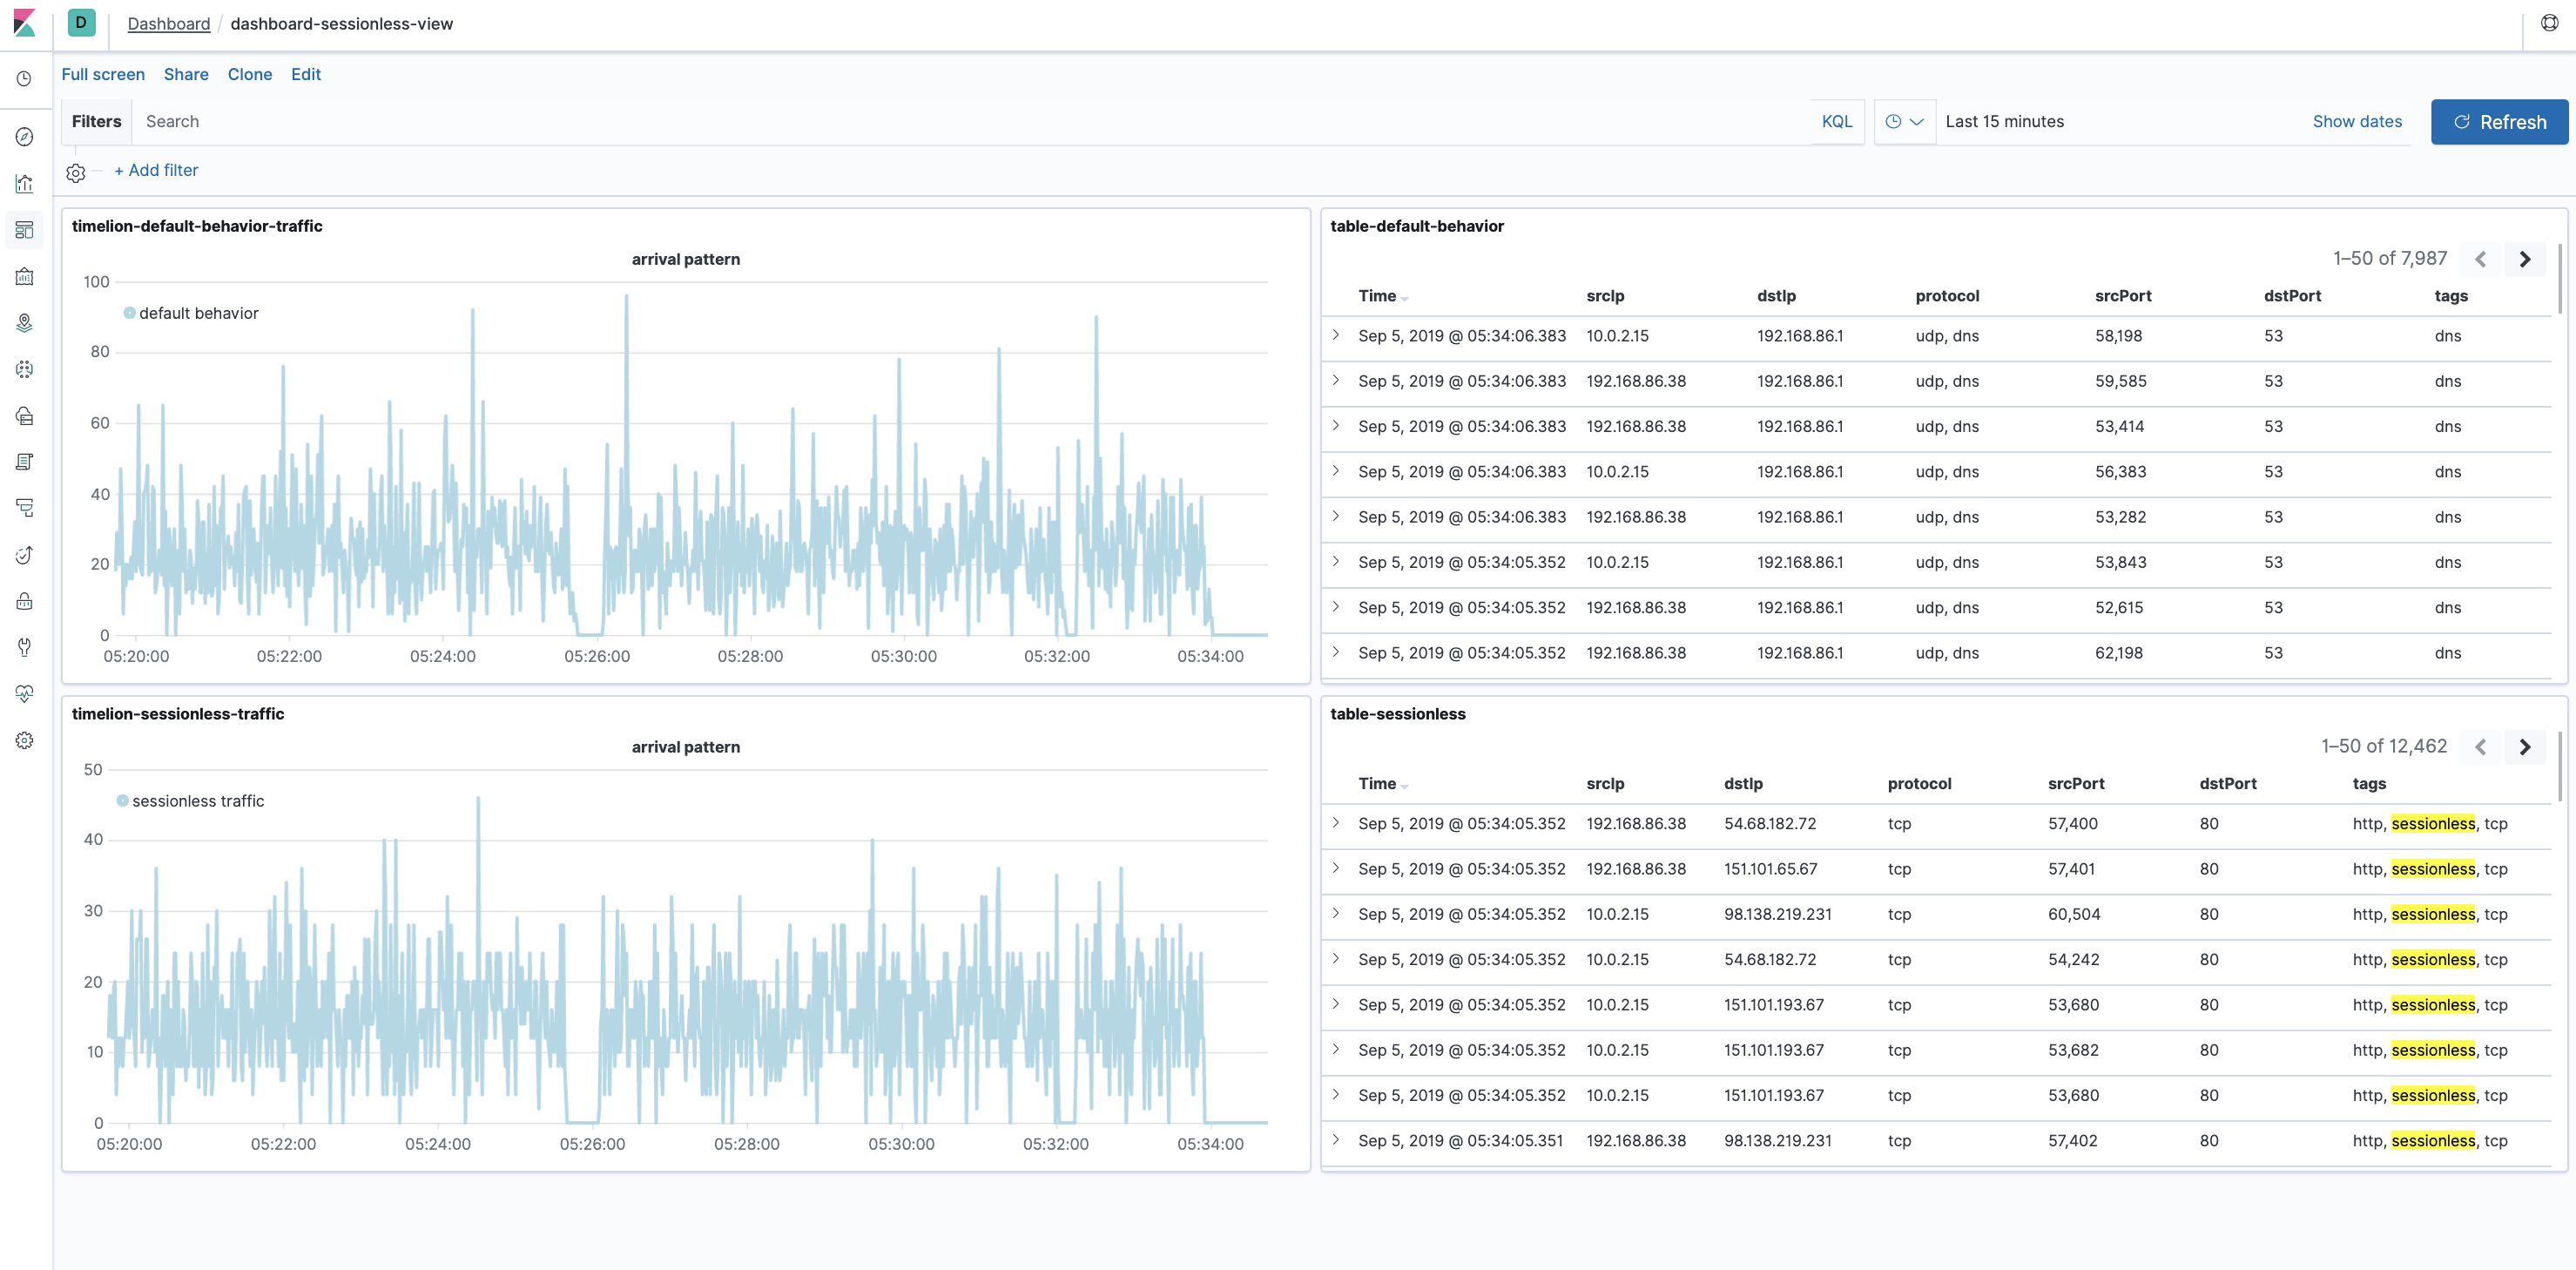 D Dashboard / dashboard-sessionless-view
Full screen Share Clone Edit
Filters Search KQL Last 15 minutes Show dates Refresh
+ Add filter
timelion-default-behavior-traffic
arrival pattern
default behavior
100
80
60
40
20
0
05:20:00 05:22:00 05:24:00 05:26:00 05:28:00 05:30:00 05:32:00 05:34:00
table-default-behavior
1–50 of 7,987
Time srcIp dstIp protocol srcPort dstPort tags
Sep 5, 2019 @ 05:34:06.383 10.0.2.15 192.168.86.1 udp, dns 58,198 53 dns
Sep 5, 2019 @ 05:34:06.383 192.168.86.38 192.168.86.1 udp, dns 59,585 53 dns
Sep 5, 2019 @ 05:34:06.383 192.168.86.38 192.168.86.1 udp, dns 53,414 53 dns
Sep 5, 2019 @ 05:34:06.383 10.0.2.15 192.168.86.1 udp, dns 56,383 53 dns
Sep 5, 2019 @ 05:34:06.383 192.168.86.38 192.168.86.1 udp, dns 53,282 53 dns
Sep 5, 2019 @ 05:34:05.352 10.0.2.15 192.168.86.1 udp, dns 53,843 53 dns
Sep 5, 2019 @ 05:34:05.352 192.168.86.38 192.168.86.1 udp, dns 52,615 53 dns
Sep 5, 2019 @ 05:34:05.352 192.168.86.38 192.168.86.1 udp, dns 62,198 53 dns
timelion-sessionless-traffic
arrival pattern
sessionless traffic
50
40
30
20
10
0
05:20:00 05:22:00 05:24:00 05:26:00 05:28:00 05:30:00 05:32:00 05:34:00
table-sessionless
1–50 of 12,462
Time srcIp dstIp protocol srcPort dstPort tags
Sep 5, 2019 @ 05:34:05.352 192.168.86.38 54.68.182.72 tcp 57,400 80 http, sessionless, tcp
Sep 5, 2019 @ 05:34:05.352 192.168.86.38 151.101.65.67 tcp 57,401 80 http, sessionless, tcp
Sep 5, 2019 @ 05:34:05.352 10.0.2.15 98.138.219.231 tcp 60,504 80 http, sessionless, tcp
Sep 5, 2019 @ 05:34:05.352 10.0.2.15 54.68.182.72 tcp 54,242 80 http, sessionless, tcp
Sep 5, 2019 @ 05:34:05.352 10.0.2.15 151.101.193.67 tcp 53,680 80 http, sessionless, tcp
Sep 5, 2019 @ 05:34:05.352 10.0.2.15 151.101.193.67 tcp 53,682 80 http, sessionless, tcp
Sep 5, 2019 @ 05:34:05.352 10.0.2.15 151.101.193.67 tcp 53,680 80 http, sessionless, tcp
Sep 5, 2019 @ 05:34:05.351 192.168.86.38 98.138.219.231 tcp 57,402 80 http, sessionless, tcp